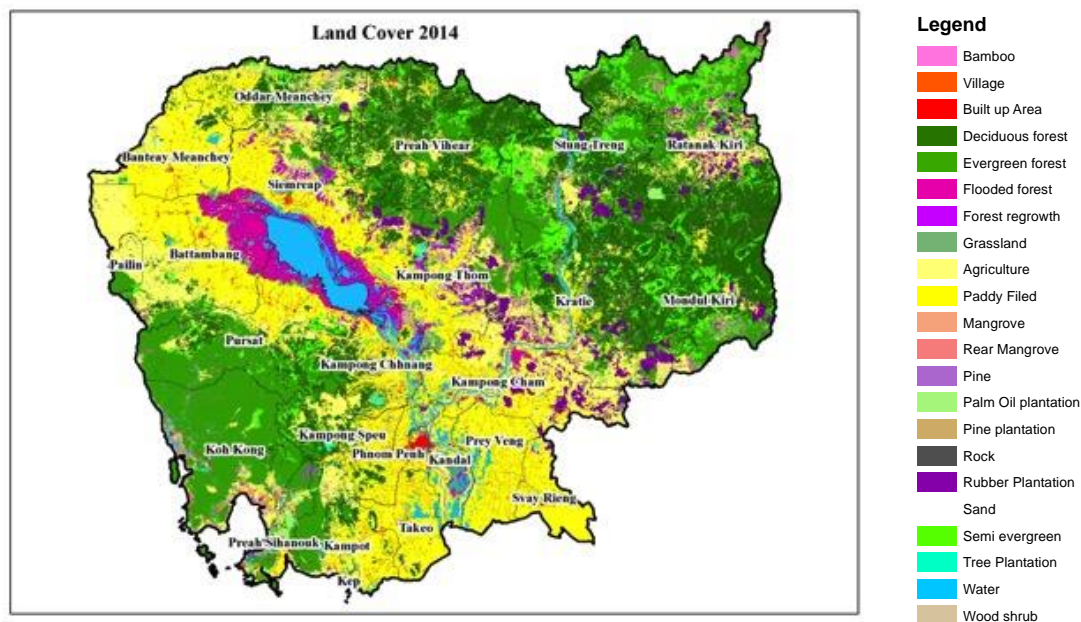 Land Cover 2014
Oddar Meanchey
Banteay Meanchey
Preah Vihear
Stung Treng
Ratanak Kiri
Siemreap
Battambang
Pailin
Kampong Thom
Kratie
Mondul Kiri
Pursat
Kampong Chhnang
Kampong Cham
Koh Kong
Kampong Speu
Phnom Penh
Kandal
Prey Veng
Svay Rieng
Takeo
Preah Sihanouk
Kampot
Kep
Legend
Bamboo
Village
Built up Area
Deciduous forest
Evergreen forest
Flooded forest
Forest regrowth
Grassland
Agriculture
Paddy Filed
Mangrove
Rear Mangrove
Pine
Palm Oil plantation
Pine plantation
Rock
Rubber Plantation
Sand
Semi evergreen
Tree Plantation
Water
Wood shrub